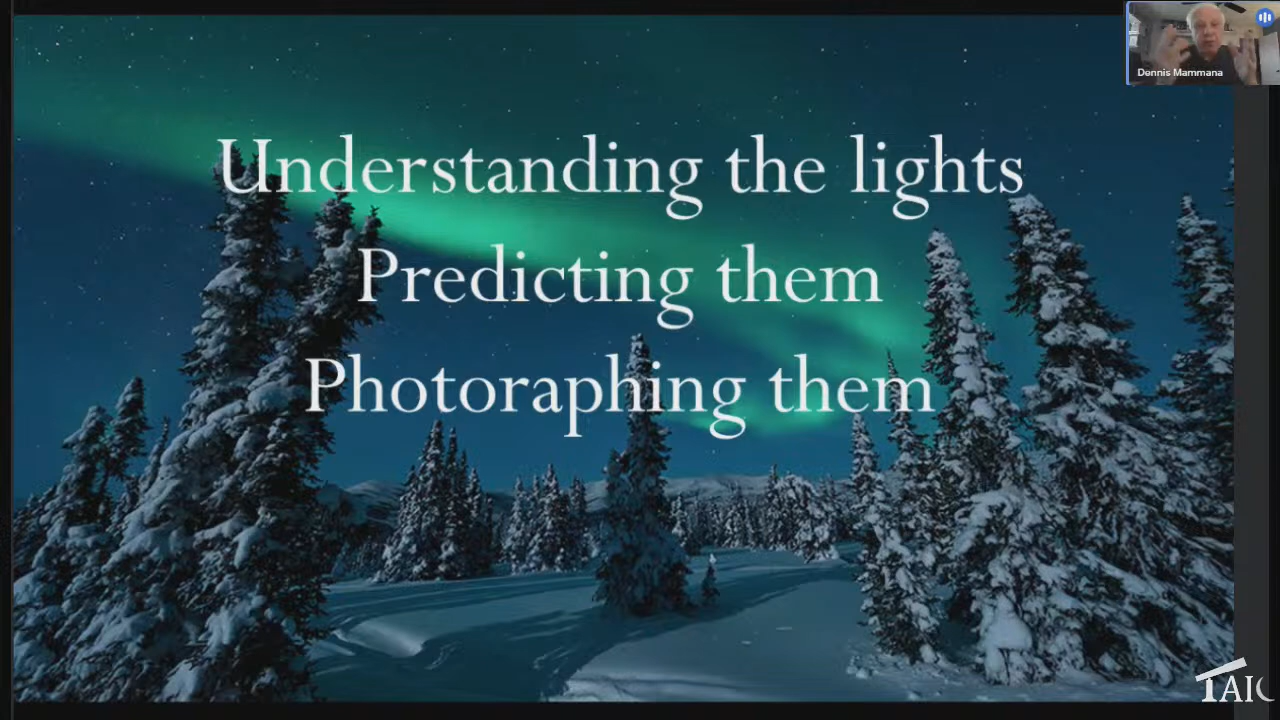 Dennis Mammana
Understanding the lights
Predicting them
Photoraphing them
TAIC